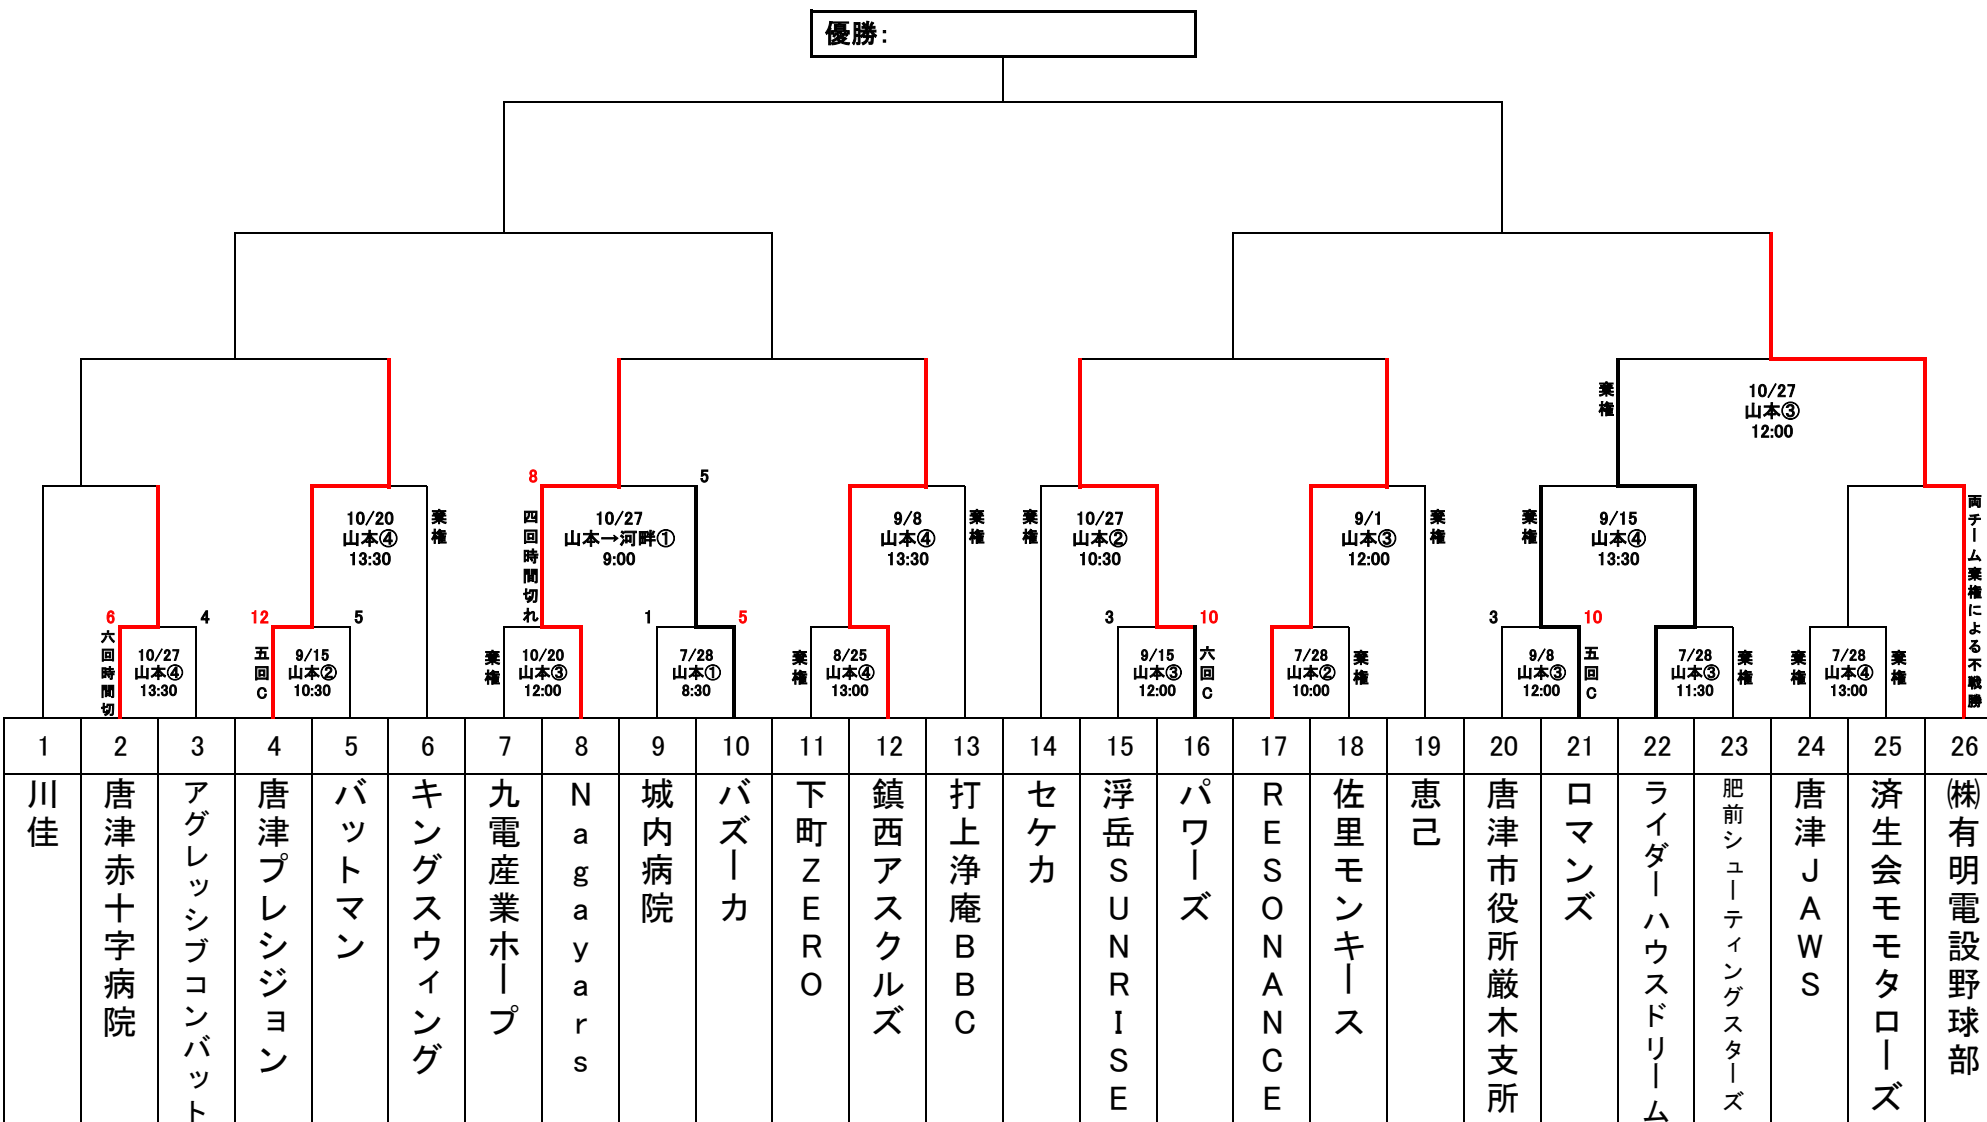 優勝：
10/27
山本③
12:00
棄権
8
5
10/20
山本④
13:30
棄権
四回時間切れ
10/27
山本→河畔①
9:00
9/8
山本④
13:30
棄権
棄権
10/27
山本②
10:30
9/1
山本③
12:00
棄権
棄権
9/15
山本④
13:30
両チーム棄権による不戦勝
6
4
12
5
1
5
3
10
3
10
六回時間切
10/27
山本④
13:30
五回C
9/15
山本②
10:30
棄権
10/20
山本③
12:00
7/28
山本①
8:30
棄権
8/25
山本④
13:00
9/15
山本③
12:00
六回C
7/28
山本②
10:00
棄権
9/8
山本③
12:00
五回C
7/28
山本③
11:30
棄権
棄権
7/28
山本④
13:00
棄権
1
2
3
4
5
6
7
8
9
10
11
12
13
14
15
16
17
18
19
20
21
22
23
24
25
26
川佳
唐津赤十字病院
アグレッシブコンバット
唐津プレシジョン
バットマン
キングスウィング
九電産業ホープ
Nagayars
城内病院
バズーカ
下町ZERO
鎮西アスクルズ
打上浄庵BBC
セケカ
浮岳SUNRISE
パワーズ
RESONANCE
佐里モンキース
恵己
唐津市役所厳木支所
ロマンズ
ライダーハウスドリーム
肥前シューティングスターズ
唐津JAWS
済生会モモタローズ
㈱有明電設野球部